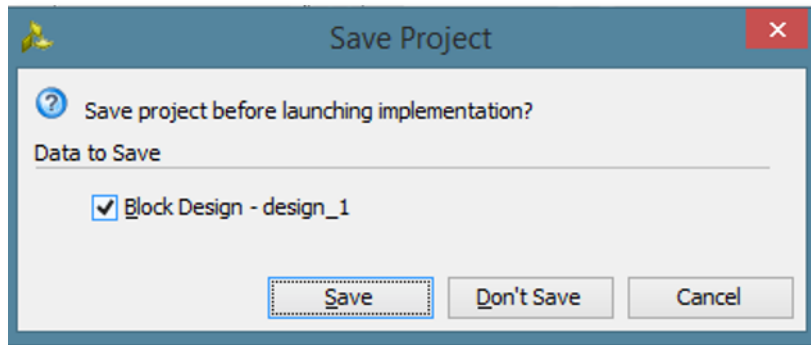 Save Project
Save project before launching implementation?
Data to Save
Block Design - design_1
Save Don't Save Cancel